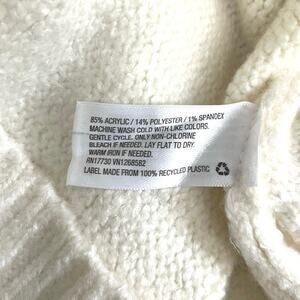 85% ACRYLIC / 14% POLYESTER / 1% SPANDEX
MACHINE WASH COLD WITH LIKE COLORS.
GENTLE CYCLE. ONLY NON-CHLORINE
BLEACH IF NEEDED. LAY FLAT TO DRY.
WARM IRON IF NEEDED.
RN17730 VN1268582
LABEL MADE FROM 100% RECYCLED PLASTIC